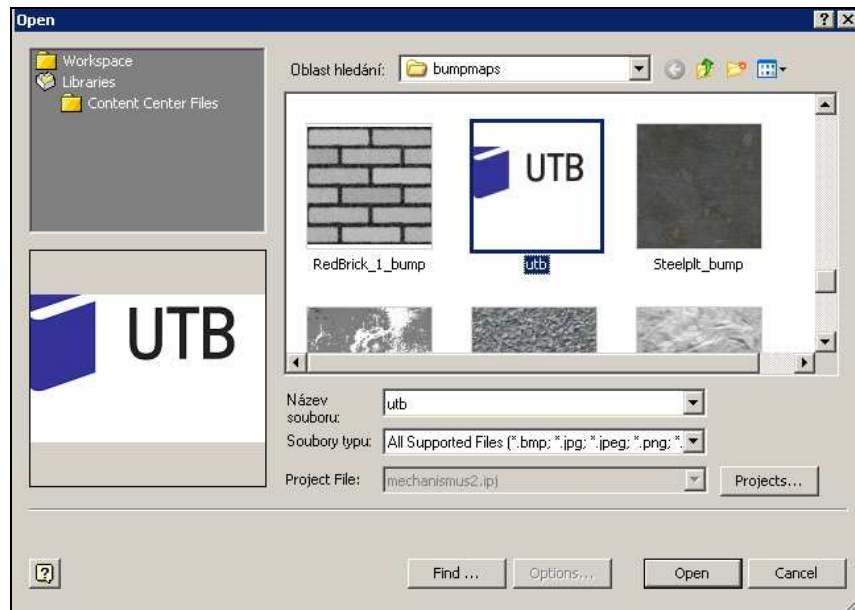 Open
Workspace
Libraries
Content Center Files
Oblast hledání:
bumpmaps
UTB
RedBrick_1_bump
utb
Steelplt_bump
UTB
Název
souboru:
utb
Soubory typu:
All Supported Files (*.bmp; *.jpg; *.jpeg; *.png; *.
Project File:
mechanismus2.ipj
Projects...
Find ...
Options...
Open
Cancel